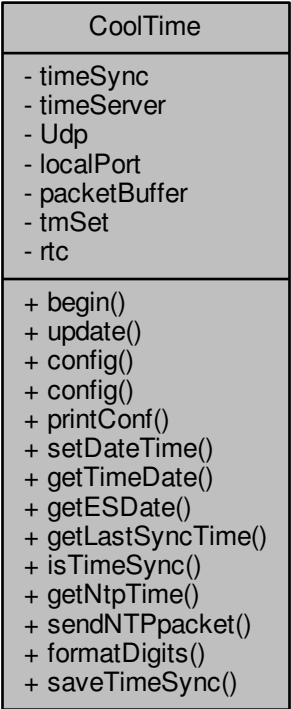 CoolTime
- timeSync
- timeServer
- Udp
- localPort
- packetBuffer
- tmSet
- rtc
+ begin()
+ update()
+ config()
+ config()
+ printConf()
+ setDateTime()
+ getTimeDate()
+ getESDate()
+ getLastSyncTime()
+ isTimeSync()
+ getNtpTime()
+ sendNTPpacket()
+ formatDigits()
+ saveTimeSync()